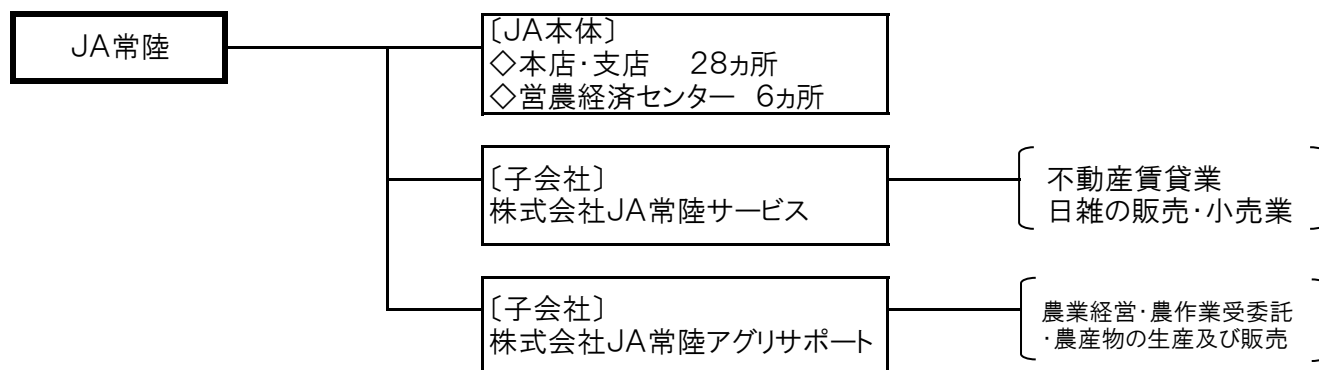 JA常陸
〔JA本体〕
◇本店・支店　28ヵ所
◇営農経済センター　6ヵ所
〔子会社〕
株式会社JA常陸サービス
不動産賃貸業
日雑の販売・小売業
〔子会社〕
株式会社JA常陸アグリサポート
農業経営・農作業受委託
・農産物の生産及び販売